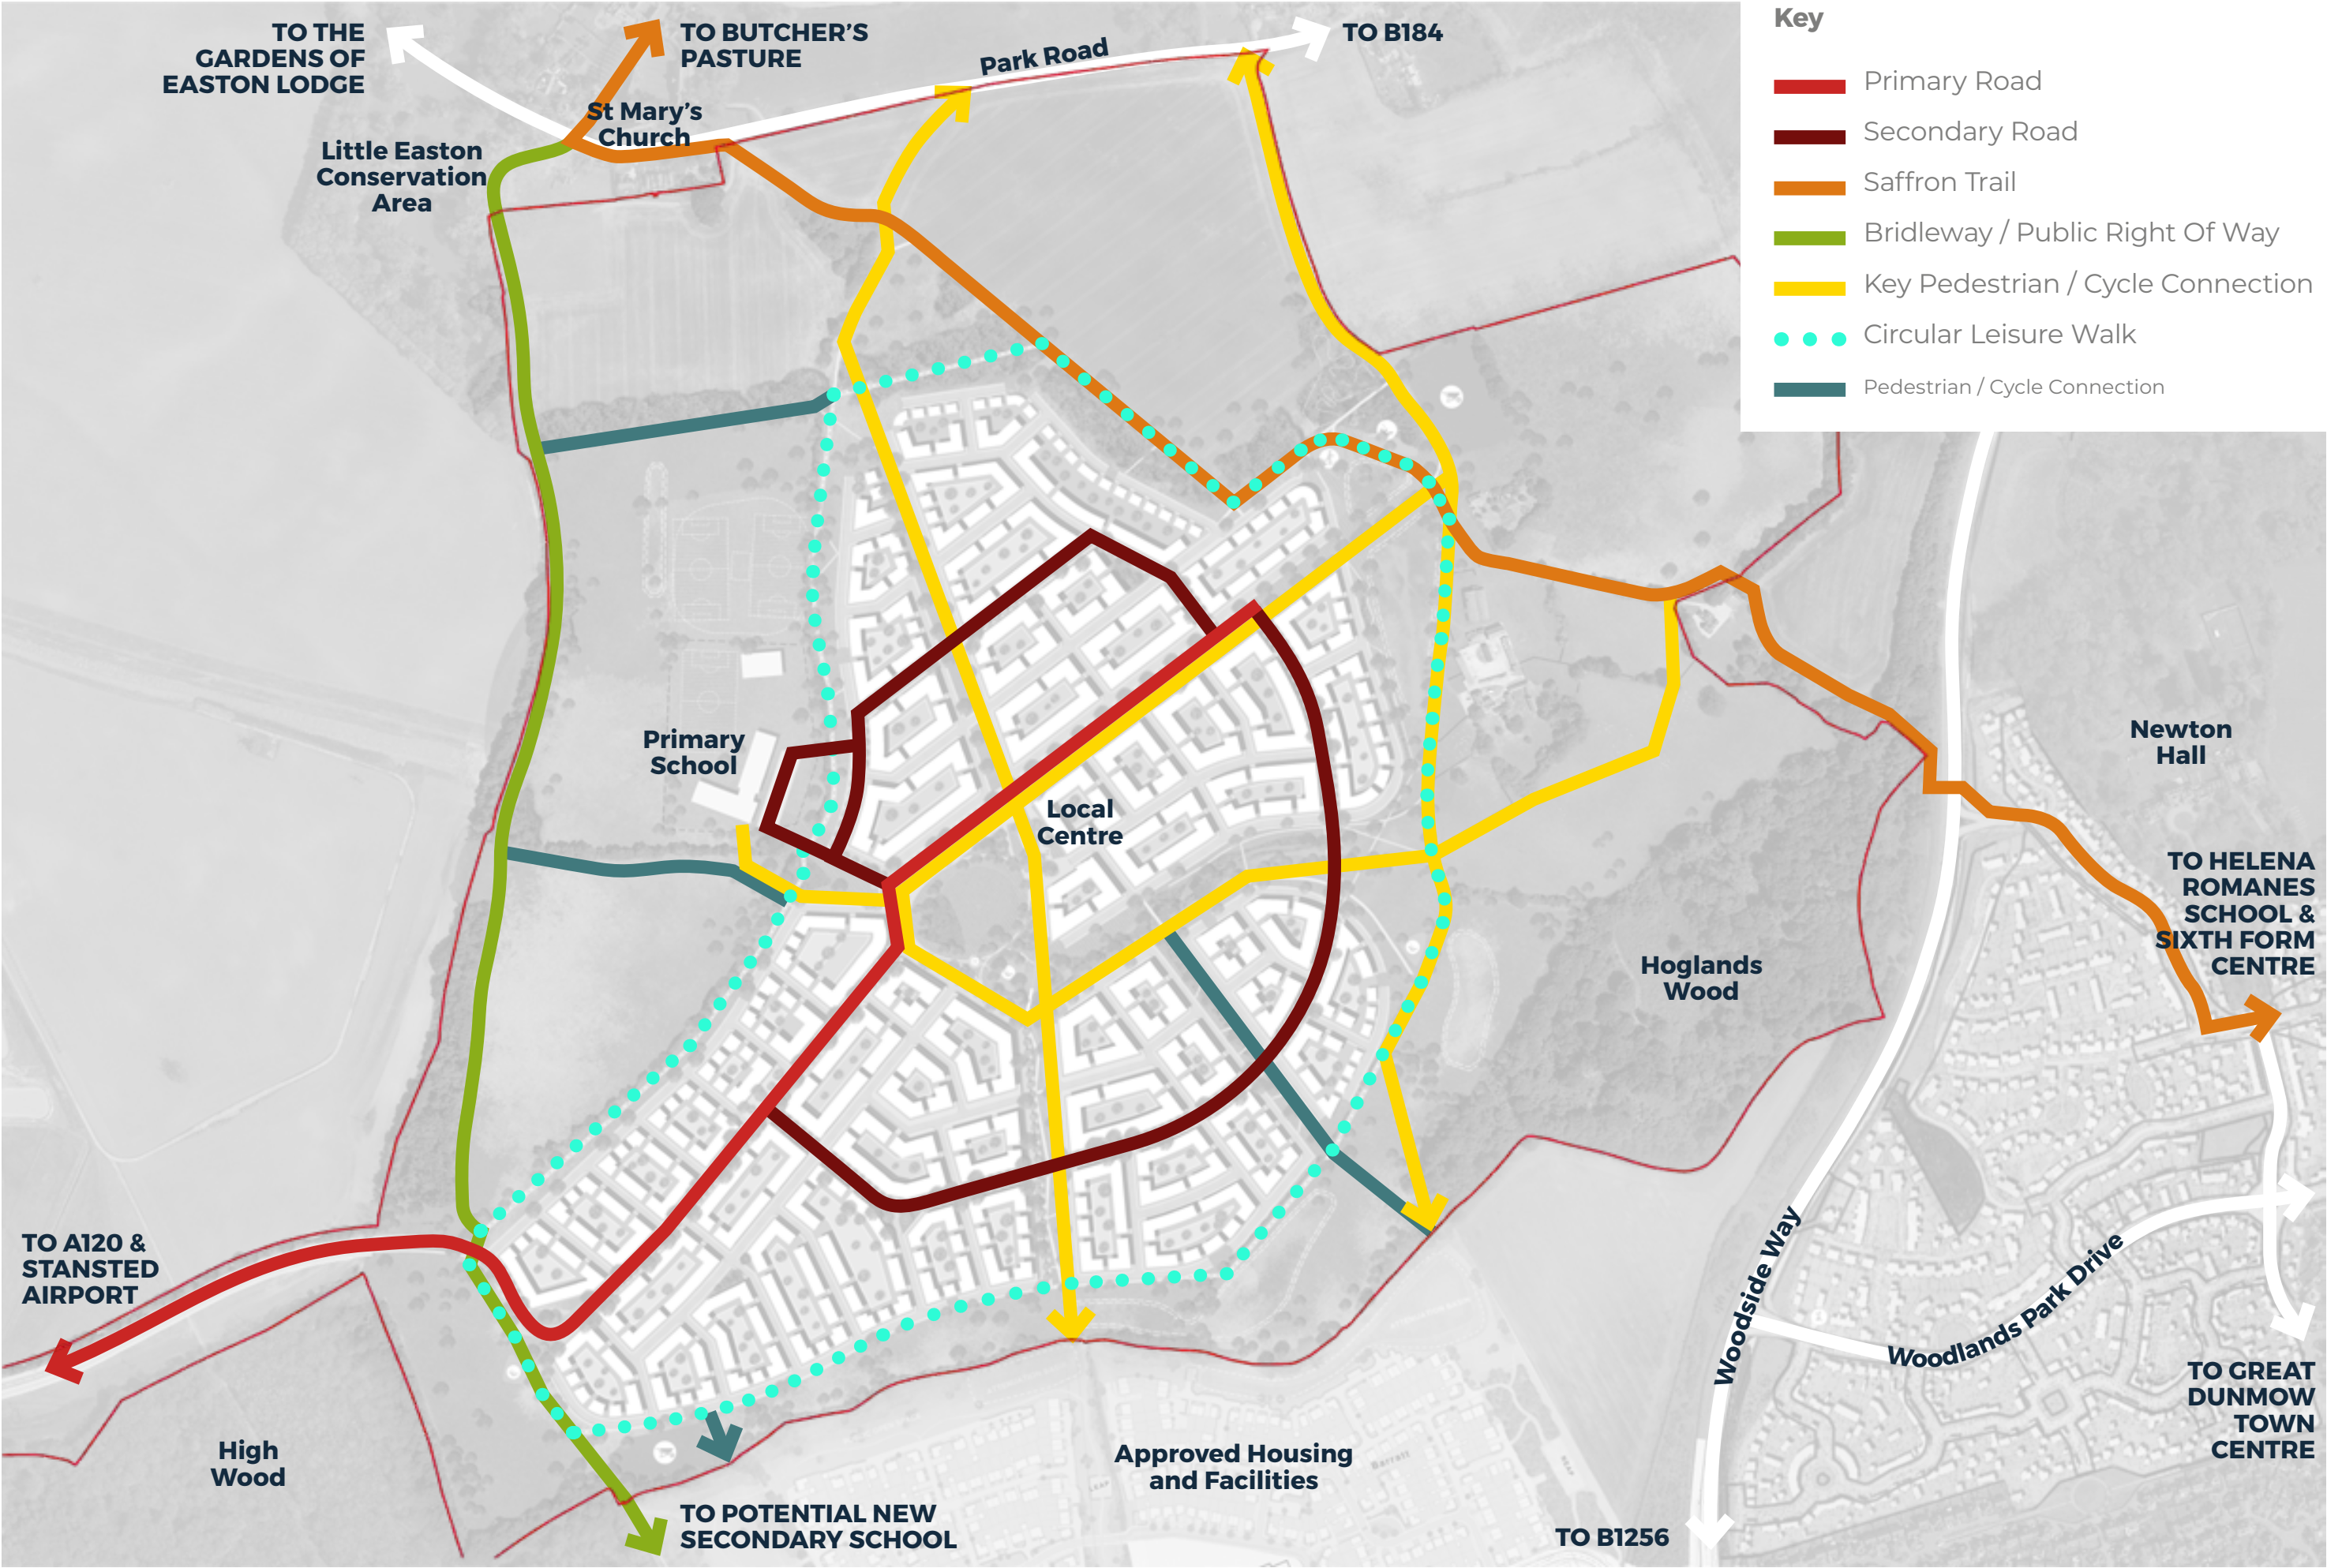 TO THE
GARDENS OF
EASTON LODGE
TO BUTCHER'S
PASTURE
Park Road
TO B184
St Mary's
Church
Little Easton
Conservation
Area
Key
Primary Road
Secondary Road
Saffron Trail
Bridleway / Public Right Of Way
Key Pedestrian / Cycle Connection
Circular Leisure Walk
Pedestrian / Cycle Connection
Primary
School
Local
Centre
Newton
Hall
TO HELENA
ROMANES
SCHOOL &
SIXTH FORM
CENTRE
Hoglands
Wood
TO A120 &
STANSTED
AIRPORT
Woodside Way
Woodlands Park Drive
TO GREAT
DUNMOW
TOWN
CENTRE
High
Wood
Approved Housing
and Facilities
Barrett
LEAP
TO POTENTIAL NEW
SECONDARY SCHOOL
TO B1256